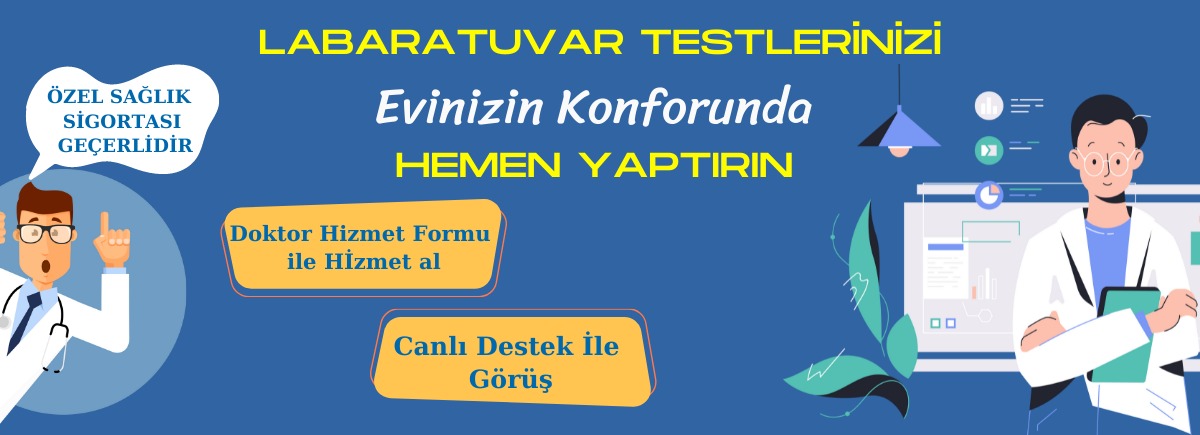 LABARATUVAR TESTLERİNİZİ
Evinizin Konforunda
HEMEN YAPTIRIN
ÖZEL SAĞLIK
SİGORTASI
GEÇERLİDİR
Doktor Hizmet Formu
ile Hİzmet al
Canlı Destek İle
Görüş